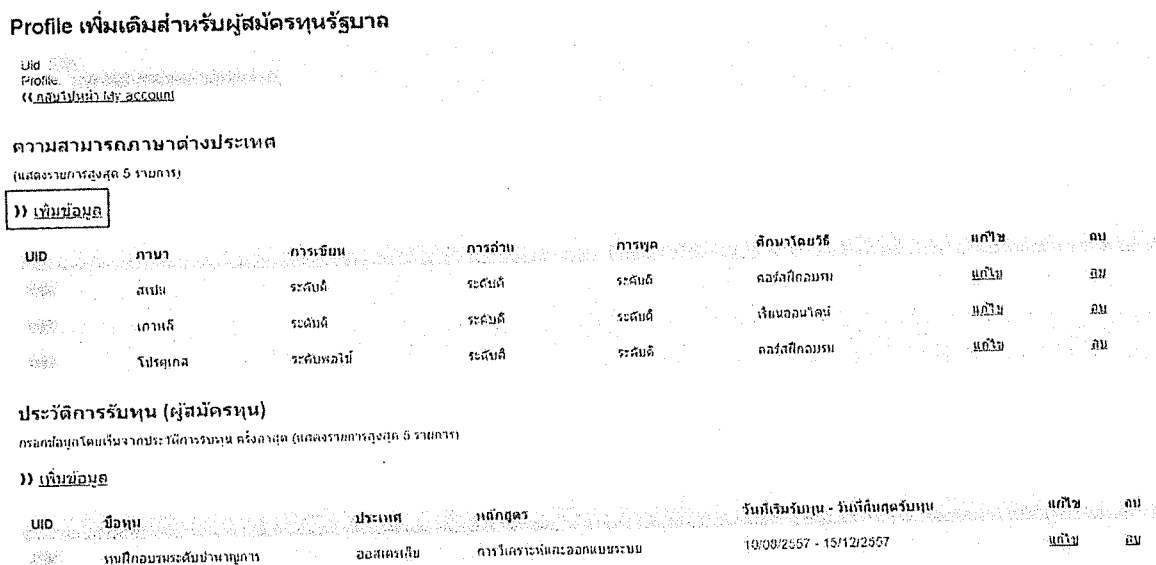 Profile เพิ่มเติมสำหรับผู้สมัครทุนรัฐบาล
Uid
Profile:
‹‹ กลับไปหน้า My account
ความสามารถภาษาต่างประเทศ
(แสดงรายการสูงสุด 5 รายการ)
›› เพิ่มข้อมูล
UID ภาษา การเขียน การอ่าน การพูด ศึกษาโดยวิธี แก้ไข ลบ
สเปน ระดับดี ระดับดี ระดับดี คอร์สฝึกอบรม แก้ไข ลบ
เกาหลี ระดับดี ระดับดี ระดับดี เรียนออนไลน์ แก้ไข ลบ
โปรตุเกส ระดับพอใช้ ระดับดี ระดับดี คอร์สฝึกอบรม แก้ไข ลบ
ประวัติการรับทุน (ผู้สมัครทุน)
กรอกข้อมูลโดยเริ่มจากประวัติการรับทุน ครั้งล่าสุด (แสดงรายการสูงสุด 5 รายการ)
›› เพิ่มข้อมูล
UID ชื่อทุน ประเทศ หลักสูตร วันที่เริ่มรับทุน - วันที่สิ้นสุดรับทุน แก้ไข ลบ
ทุนฝึกอบรมระดับชำนาญการ ออสเตรเลีย การวิเคราะห์และออกแบบระบบ 10/08/2557 - 15/12/2557 แก้ไข ลบ